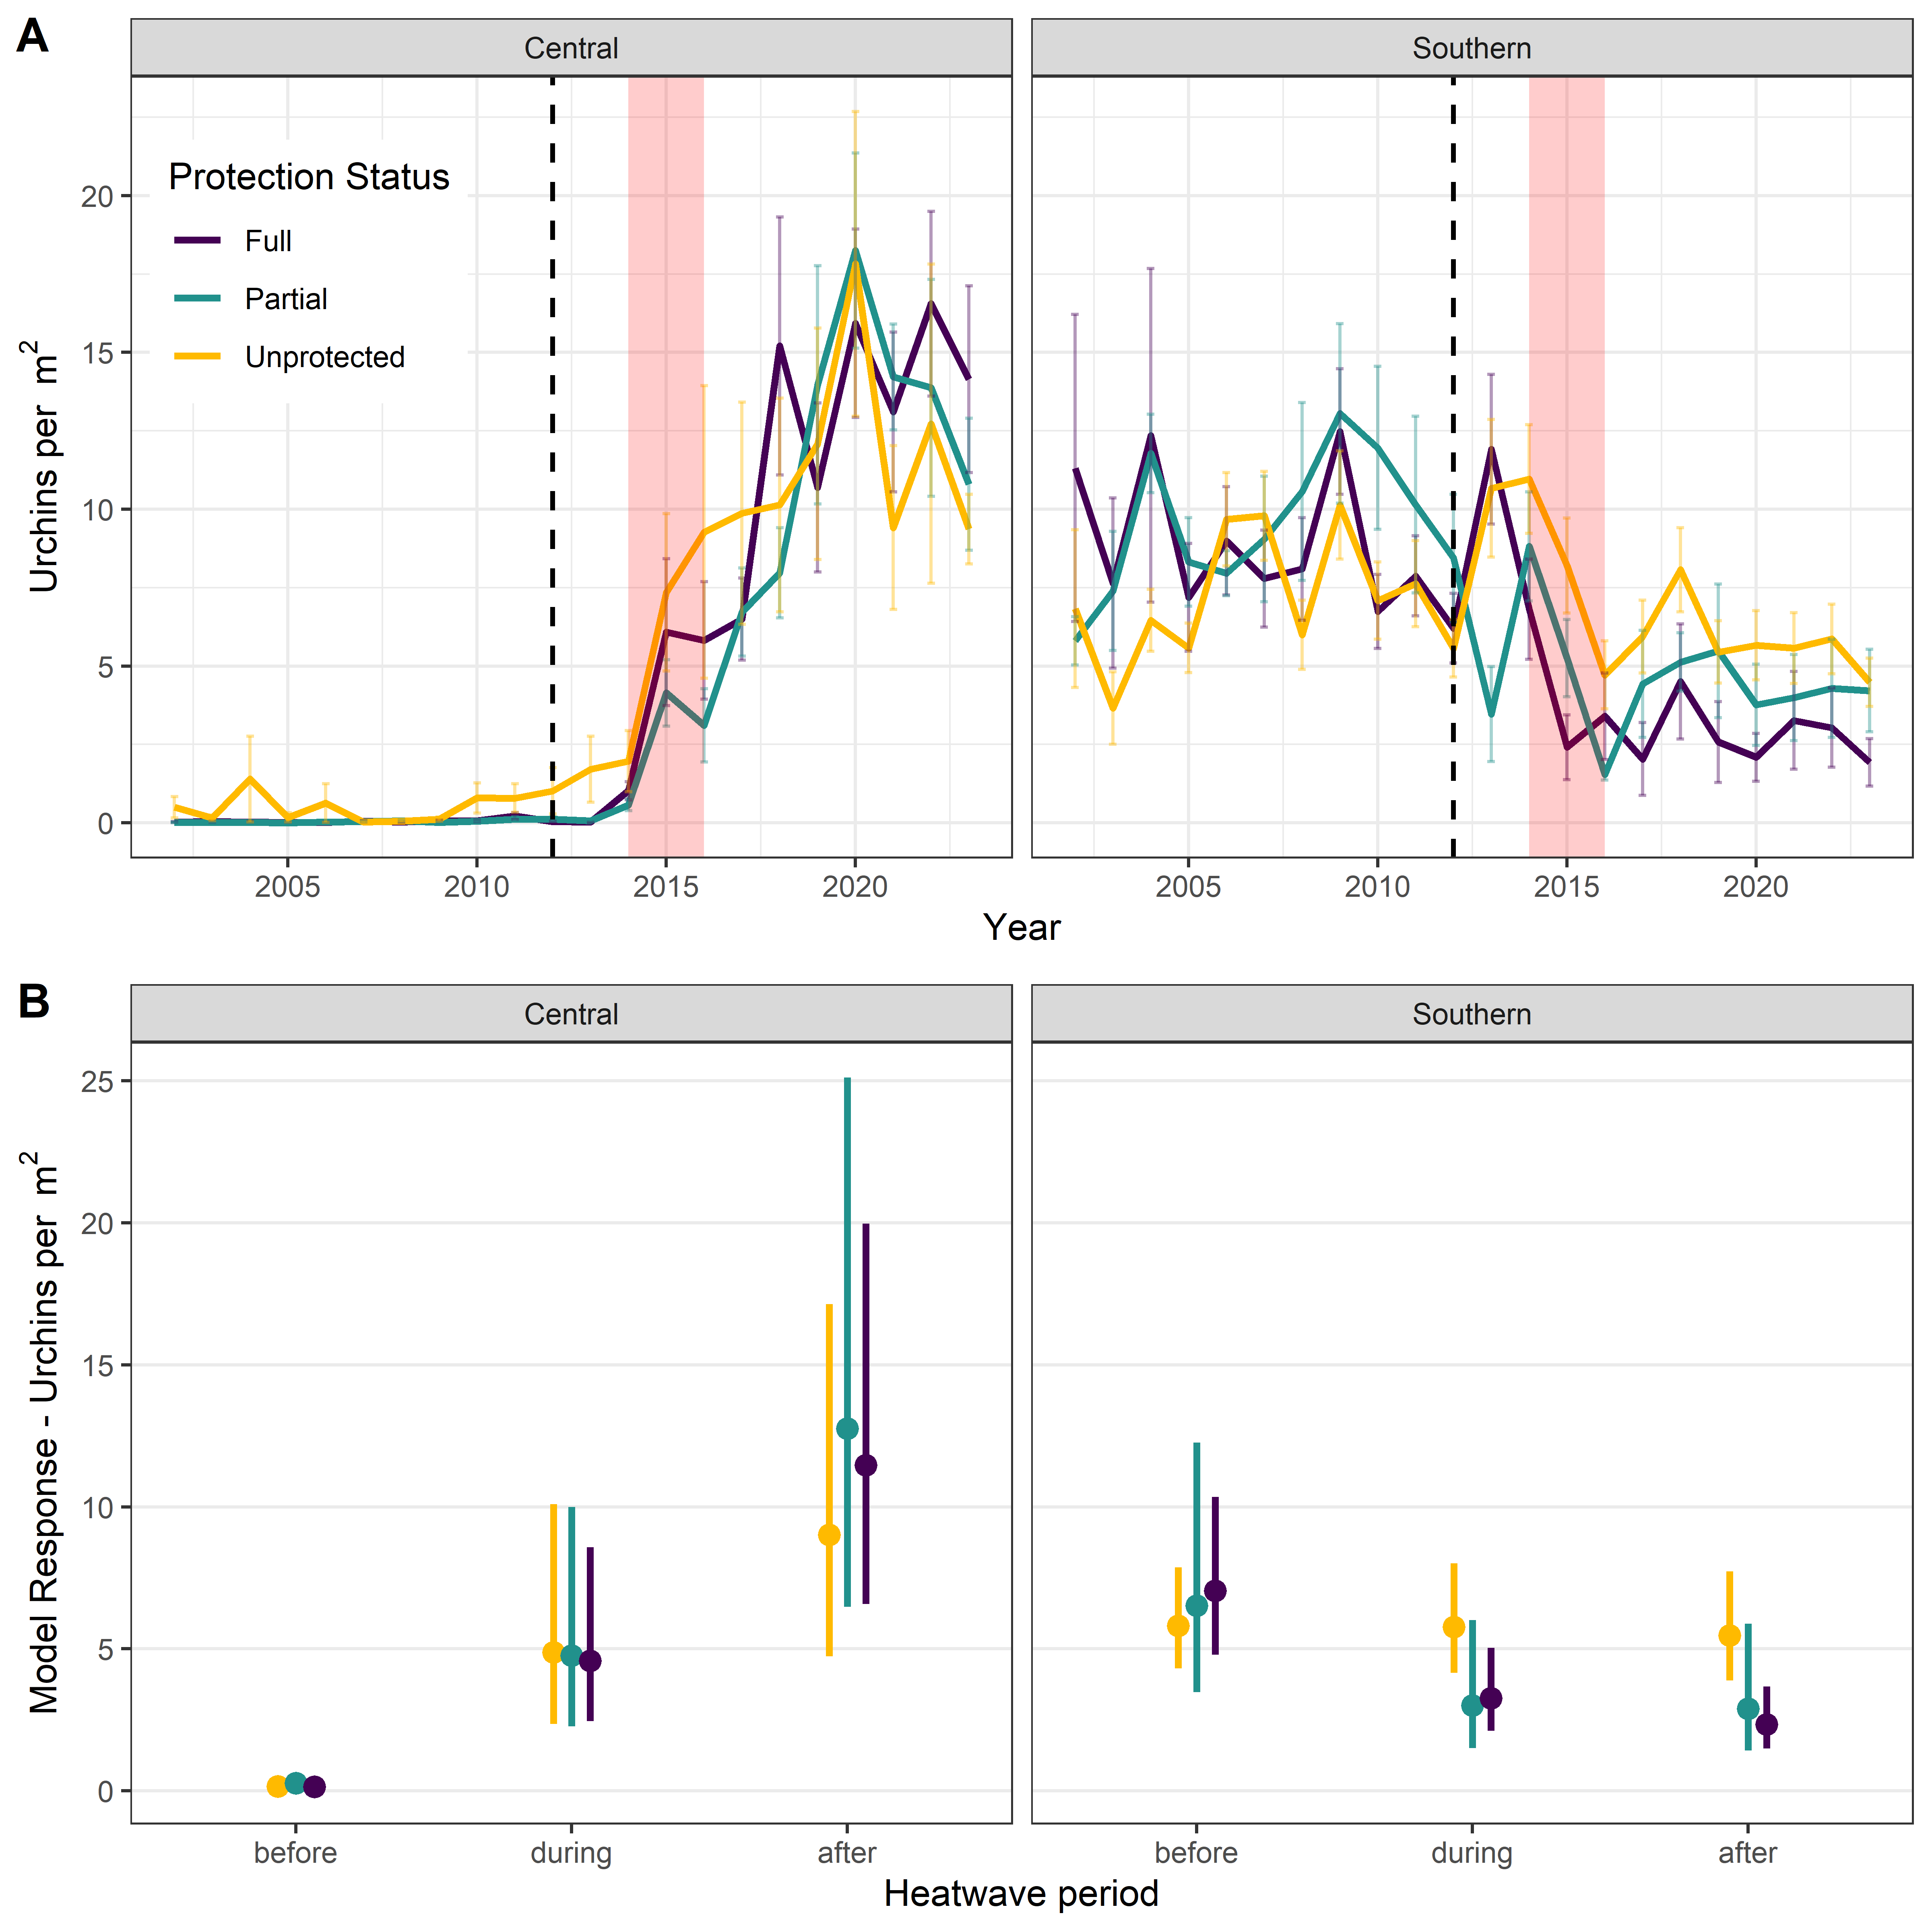 A
Central
Southern
Protection Status
Full
Partial
Unprotected
Urchins per m²
20
15
10
5
0
2005 2010 2015 2020
2005 2010 2015 2020
Year
B
Central
Southern
Model Response - Urchins per m²
25
20
15
10
5
0
before during after
before during after
Heatwave period